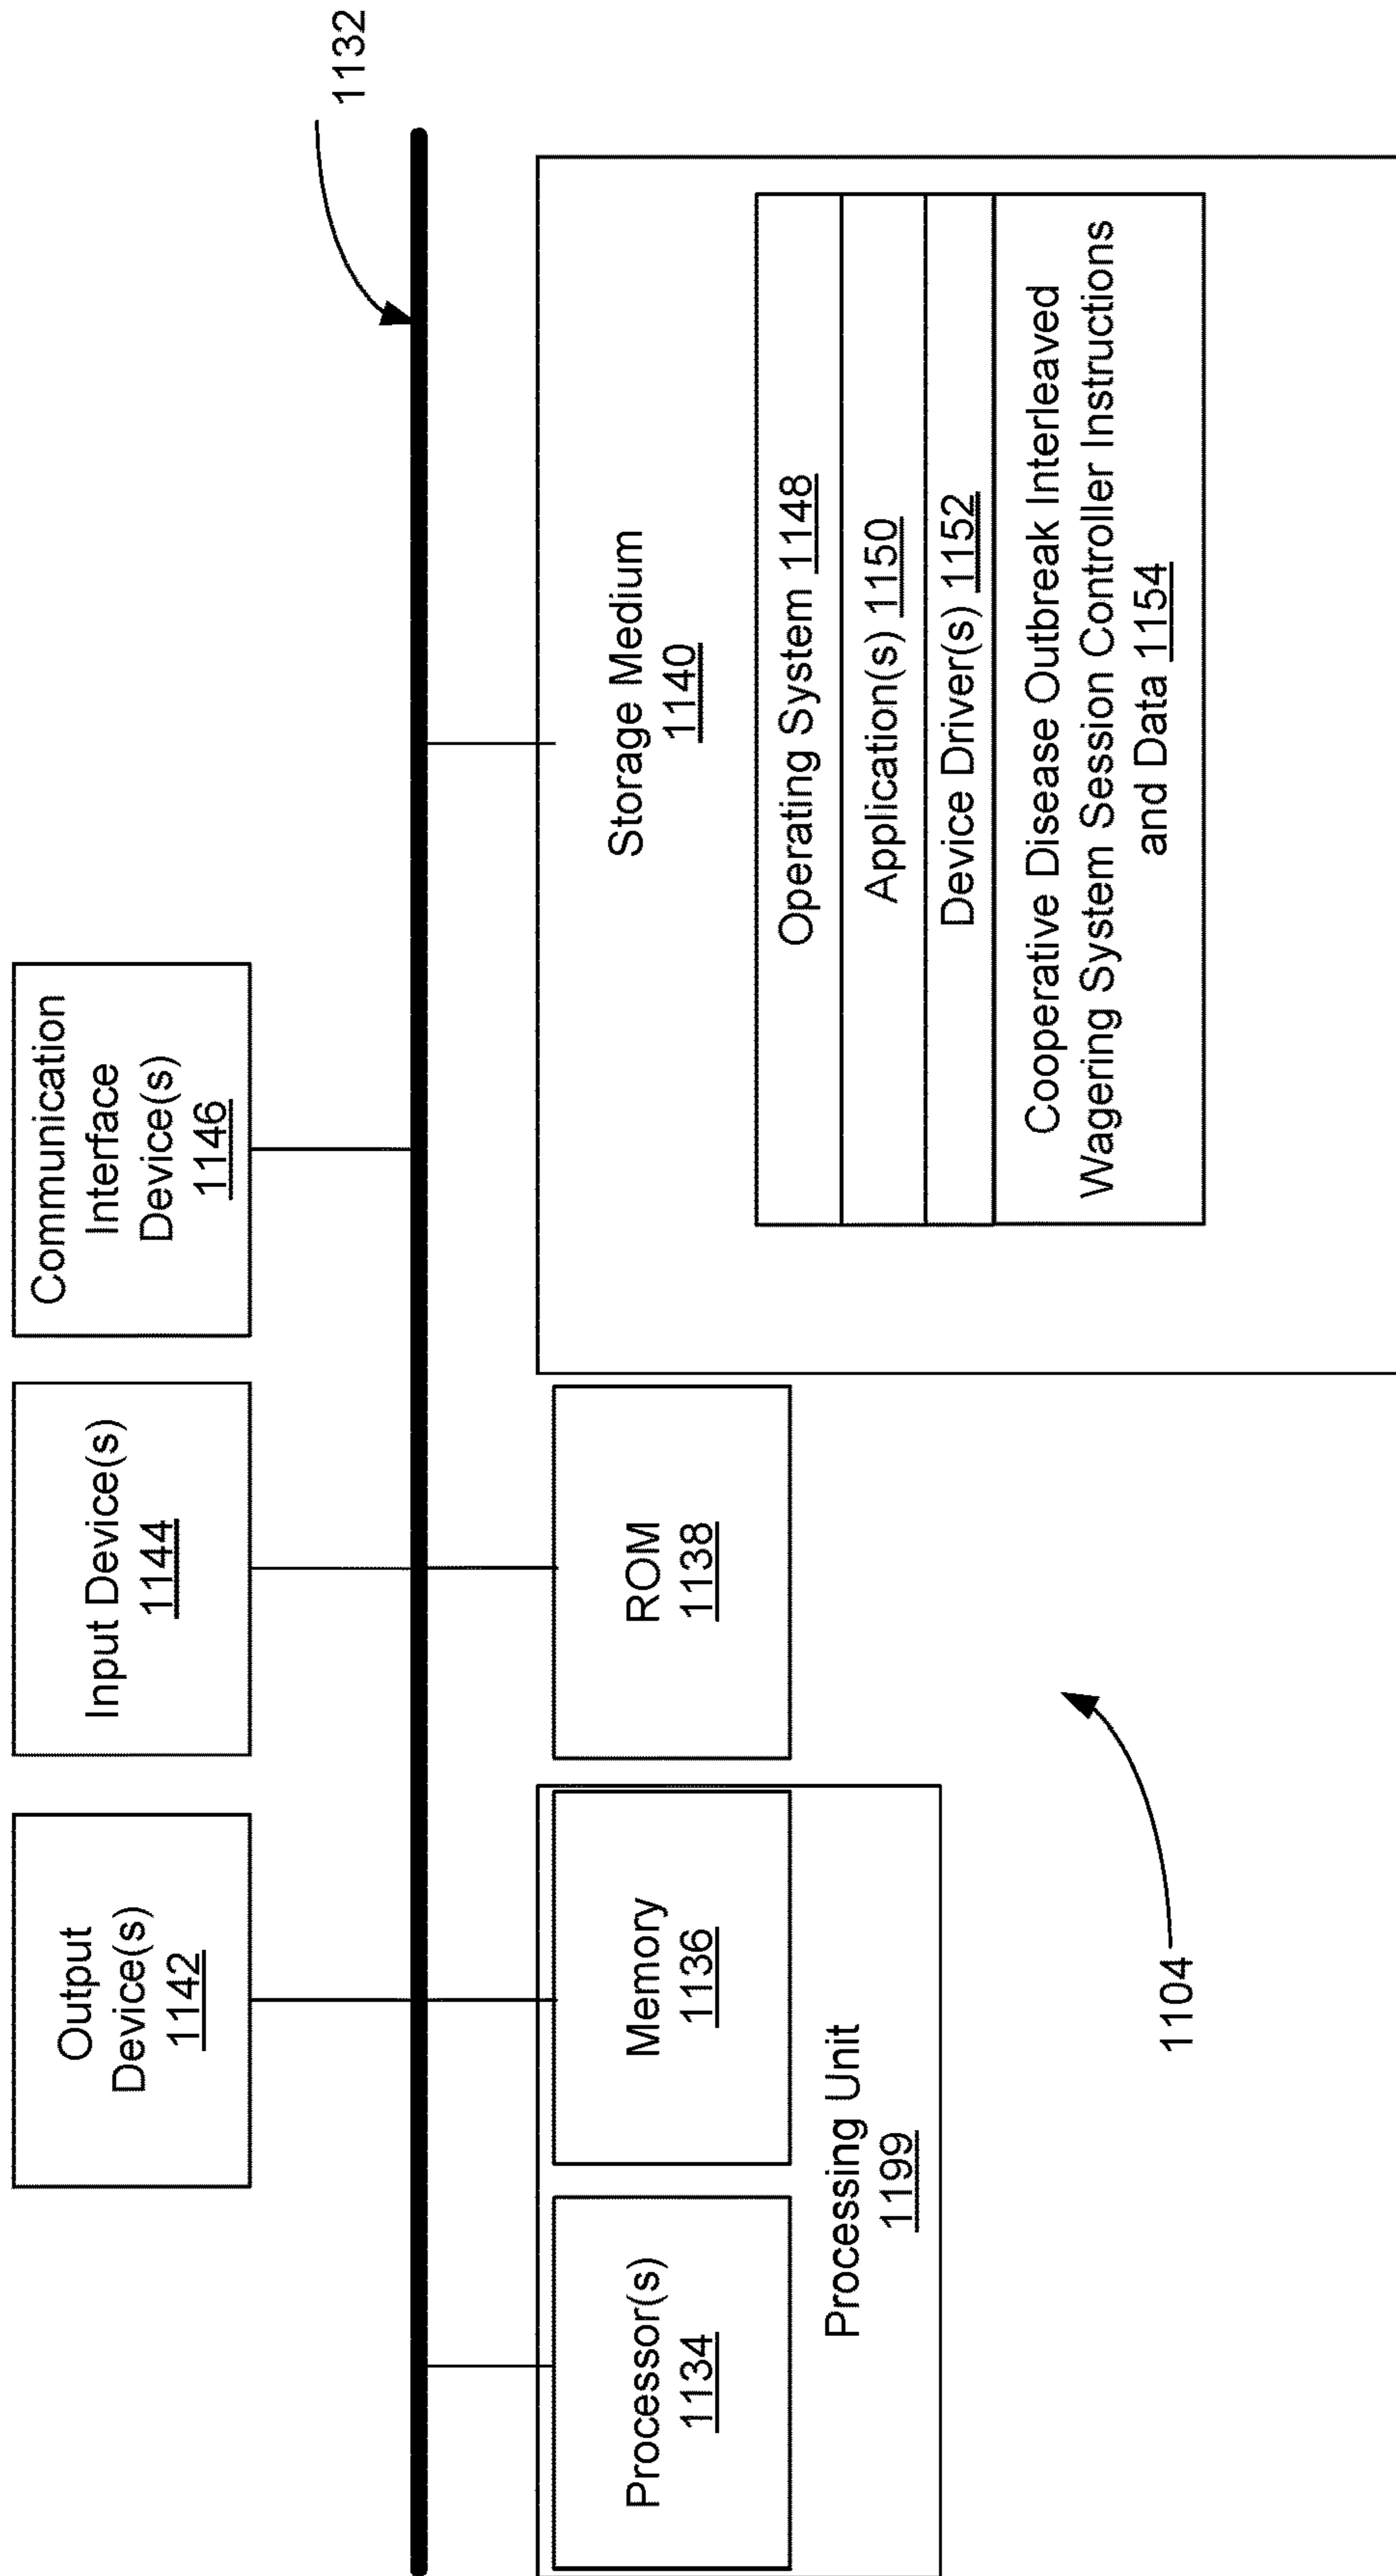 Output
Device(s)
1142
Input Device(s)
1144
Communication
Interface
Device(s)
1146
1132
Processor(s)
1134
Memory
1136
Processing Unit
1199
ROM
1138
Storage Medium
1140
Operating System 1148
Application(s) 1150
Device Driver(s) 1152
Cooperative Disease Outbreak Interleaved
Wagering System Session Controller Instructions
and Data 1154
1104